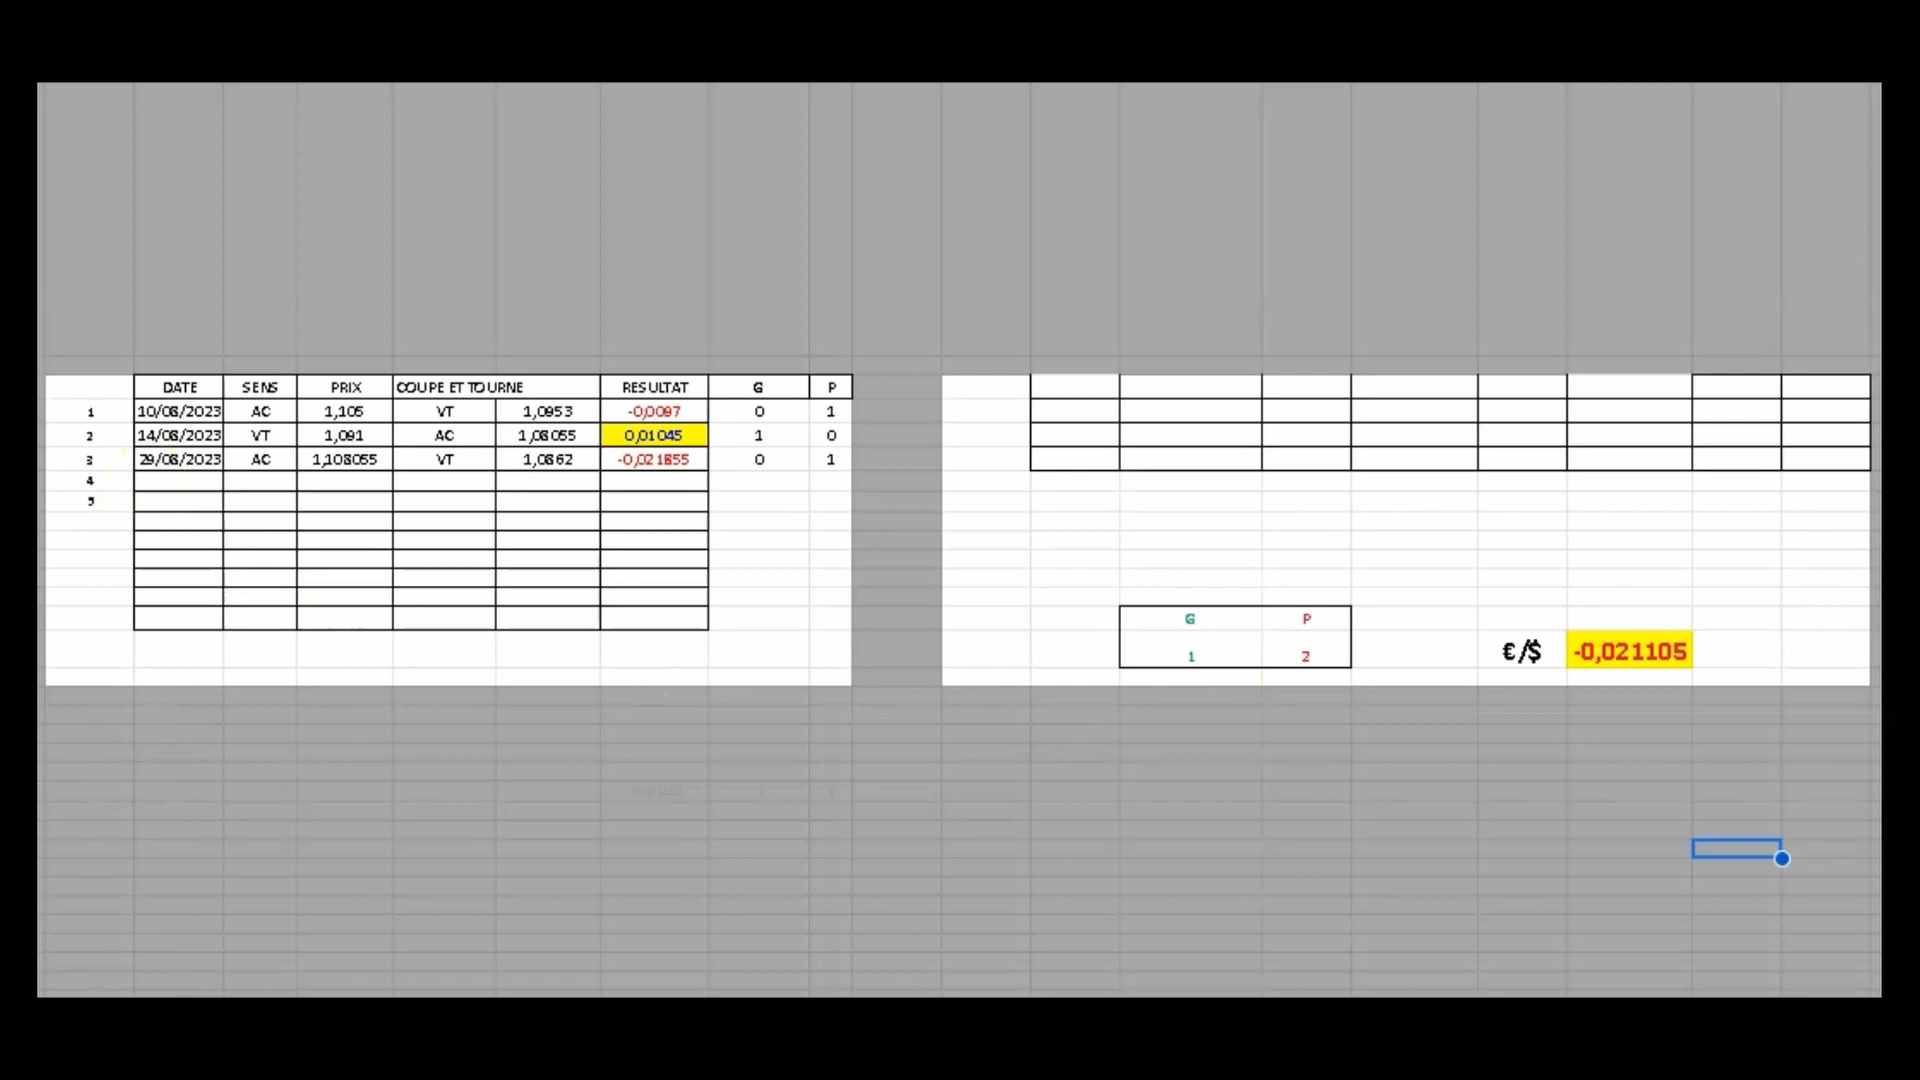 DATE SENS PRIX COUPE ET TOURNE RESULTAT G P
1 10/08/2023 AC 1,105 VT 1,0953 -0,0097 0 1
2 14/08/2023 VT 1,091 AC 1,08055 0,01045 1 0
3 29/08/2023 AC 1,108055 VT 1,0862 -0,021855 0 1
4
5
G P
1 2
€/$ -0,021105